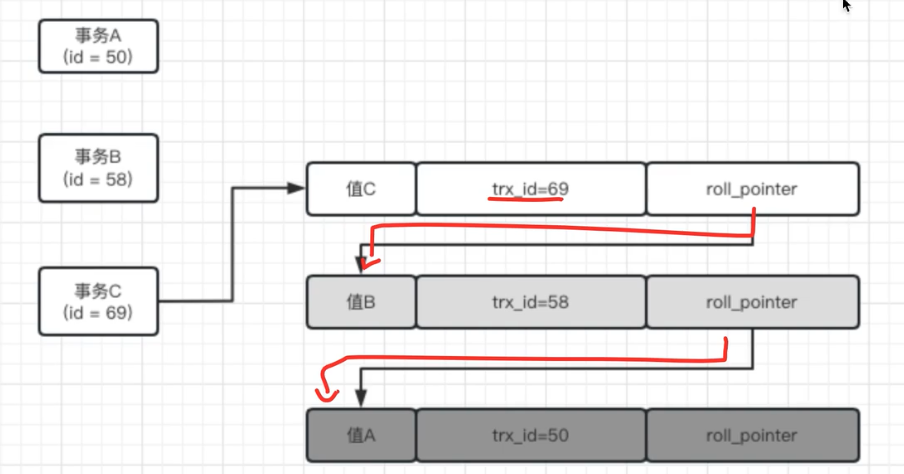 事务A
(id = 50)
事务B
(id = 58)
值C
trx_id=69
roll_pointer
事务C
(id = 69)
值B
trx_id=58
roll_pointer
值A
trx_id=50
roll_pointer